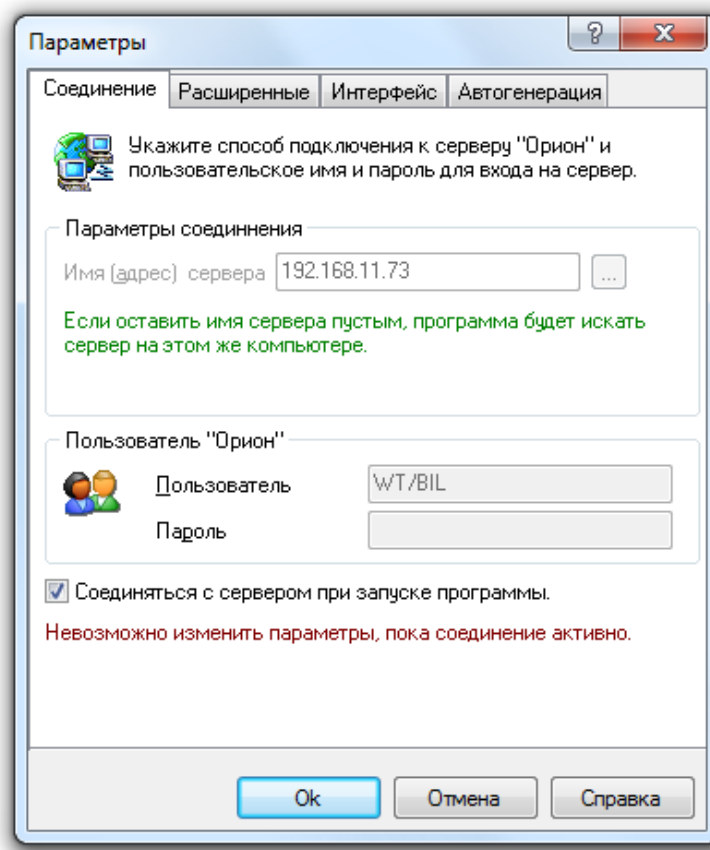 Параметры
Соединение Расширенные Интерфейс Автогенерация
Укажите способ подключения к серверу "Орион" и
пользовательское имя и пароль для входа на сервер.
Параметры соединнения
Имя (адрес) сервера 192.168.11.73 ...
Если оставить имя сервера пустым, программа будет искать
сервер на этом же компьютере.
Пользователь "Орион"
Пользователь WT/BIL
Пароль
Соединяться с сервером при запуске программы.
Невозможно изменить параметры, пока соединение активно.
Ok Отмена Справка